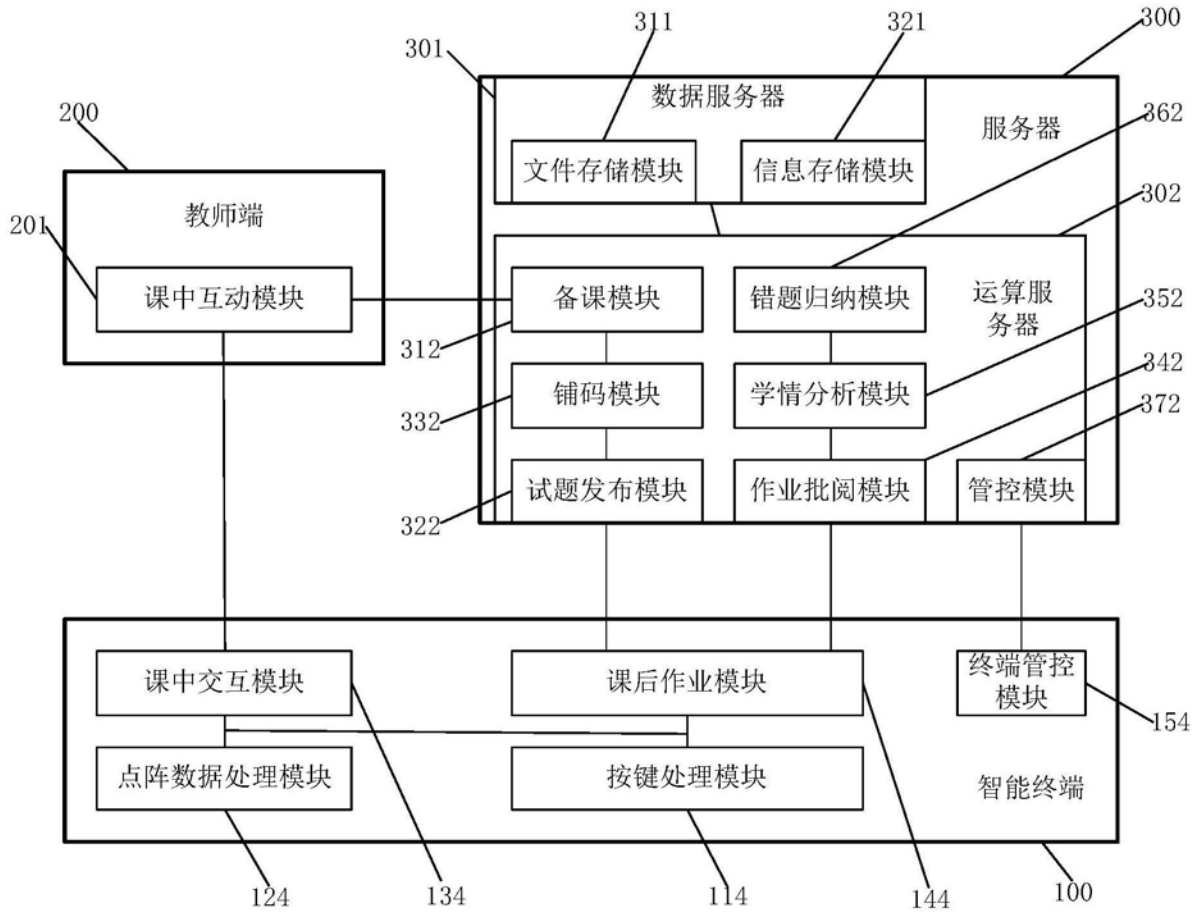 311
321
301
300
数据服务器
服务器
362
200
文件存储模块
信息存储模块
302
教师端
201
课中互动模块
备课模块
错题归纳模块
运算服
务器
352
312
342
铺码模块
学情分析模块
372
332
试题发布模块
作业批阅模块
管控模块
322
课中交互模块
课后作业模块
终端管控
模块
154
点阵数据处理模块
按键处理模块
智能终端
124
134
114
144
100